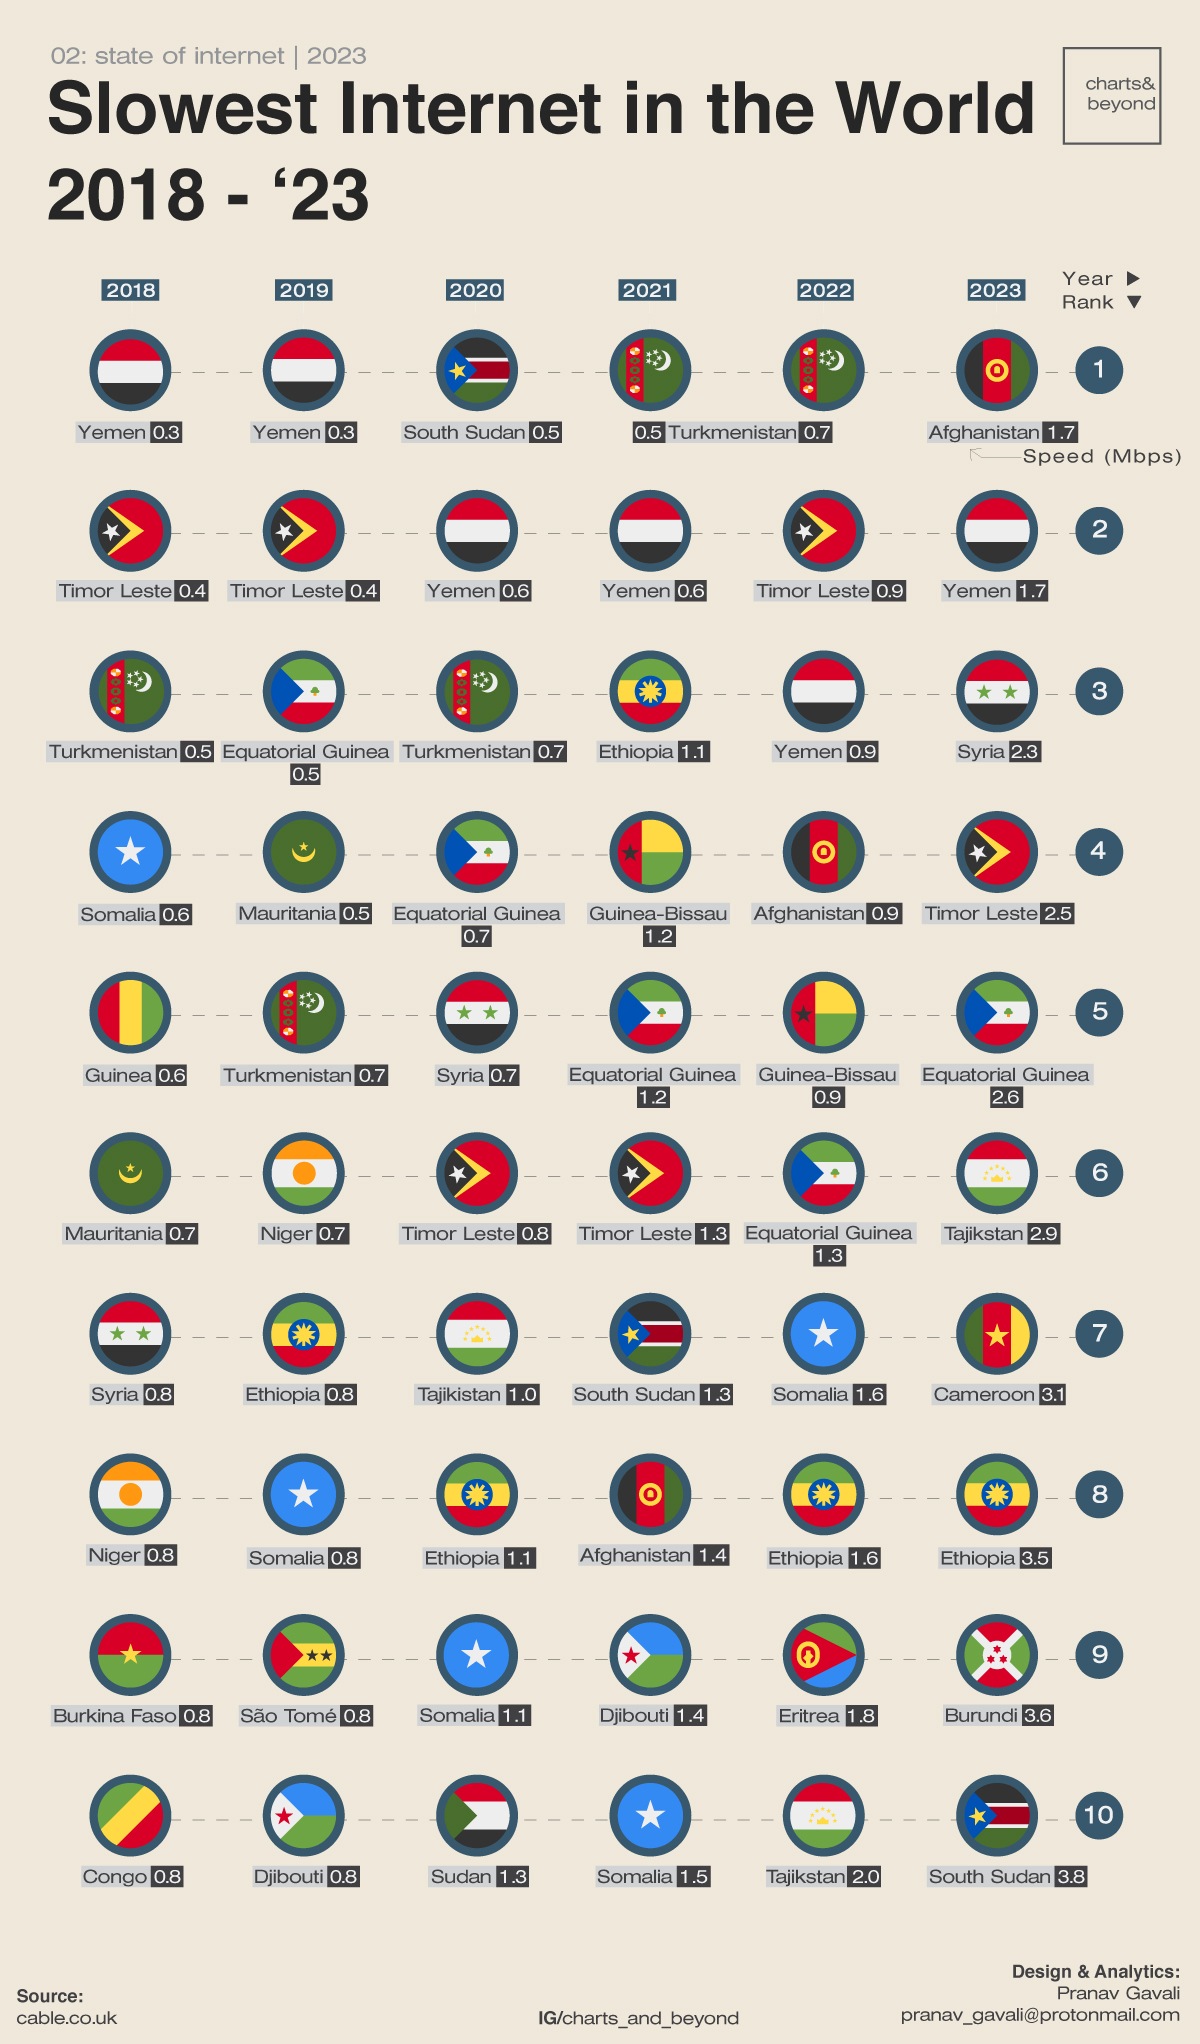 02: state of internet | 2023
Slowest Internet in the World
2018 - ‘23
charts&
beyond
2018 2019 2020 2021 2022 2023
Year
Rank
1
Yemen 0.3 Yemen 0.3 South Sudan 0.5 0.5 Turkmenistan 0.7 Afghanistan 1.7
Speed (Mbps)
2
Timor Leste 0.4 Timor Leste 0.4 Yemen 0.6 Yemen 0.6 Timor Leste 0.9 Yemen 1.7
3
Turkmenistan 0.5 Equatorial Guinea 0.5 Turkmenistan 0.7 Ethiopia 1.1 Yemen 0.9 Syria 2.3
4
Somalia 0.6 Mauritania 0.5 Equatorial Guinea 0.7 Guinea-Bissau 1.2 Afghanistan 0.9 Timor Leste 2.5
5
Guinea 0.6 Turkmenistan 0.7 Syria 0.7 Equatorial Guinea 1.2 Guinea-Bissau 0.9 Equatorial Guinea 2.6
6
Mauritania 0.7 Niger 0.7 Timor Leste 0.8 Timor Leste 1.3 Equatorial Guinea 1.3 Tajikstan 2.9
7
Syria 0.8 Ethiopia 0.8 Tajikistan 1.0 South Sudan 1.3 Somalia 1.6 Cameroon 3.1
8
Niger 0.8 Somalia 0.8 Ethiopia 1.1 Afghanistan 1.4 Ethiopia 1.6 Ethiopia 3.5
9
Burkina Faso 0.8 São Tomé 0.8 Somalia 1.1 Djibouti 1.4 Eritrea 1.8 Burundi 3.6
10
Congo 0.8 Djibouti 0.8 Sudan 1.3 Somalia 1.5 Tajikstan 2.0 South Sudan 3.8
Source:
cable.co.uk
IG/charts_and_beyond
Design & Analytics:
Pranav Gavali
pranav_gavali@protonmail.com